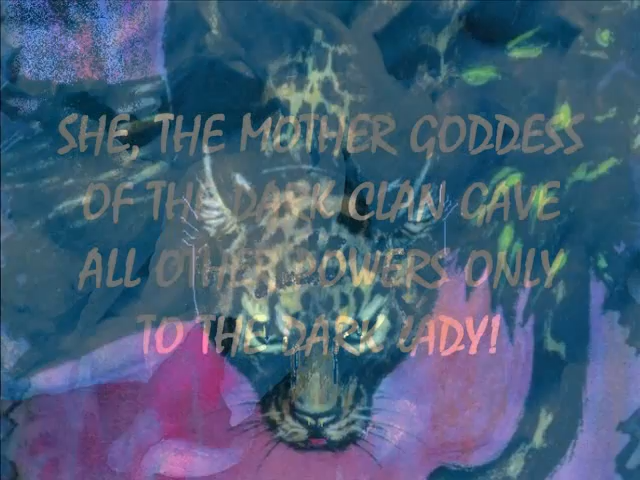 SHE, THE MOTHER GODDESS
OF THE DARK CLAN GAVE
ALL OTHER POWERS ONLY
TO THE DARK LADY!